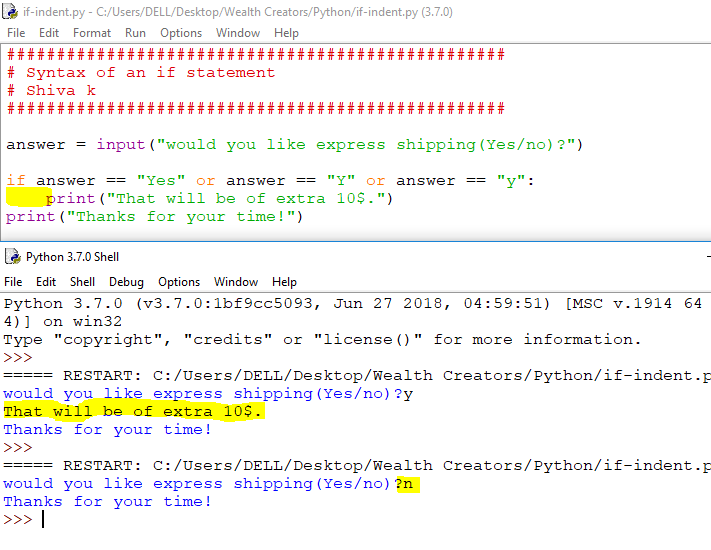 if-indent.py - C:/Users/DELL/Desktop/Wealth Creators/Python/if-indent.py (3.7.0)
File Edit Format Run Options Window Help
##################################################
# Syntax of an if statement
# Shiva k
##################################################
answer = input("would you like express shipping(Yes/no)?")
if answer == "Yes" or answer == "Y" or answer == "y":
    print("That will be of extra 10$.")
print("Thanks for your time!")
Python 3.7.0 Shell
File Edit Shell Debug Options Window Help
Python 3.7.0 (v3.7.0:1bf9cc5093, Jun 27 2018, 04:59:51) [MSC v.1914 64
4)] on win32
Type "copyright", "credits" or "license()" for more information.
>>>
===== RESTART: C:/Users/DELL/Desktop/Wealth Creators/Python/if-indent.p
would you like express shipping(Yes/no)?y
That will be of extra 10$.
Thanks for your time!
>>>
===== RESTART: C:/Users/DELL/Desktop/Wealth Creators/Python/if-indent.p
would you like express shipping(Yes/no)?n
Thanks for your time!
>>>